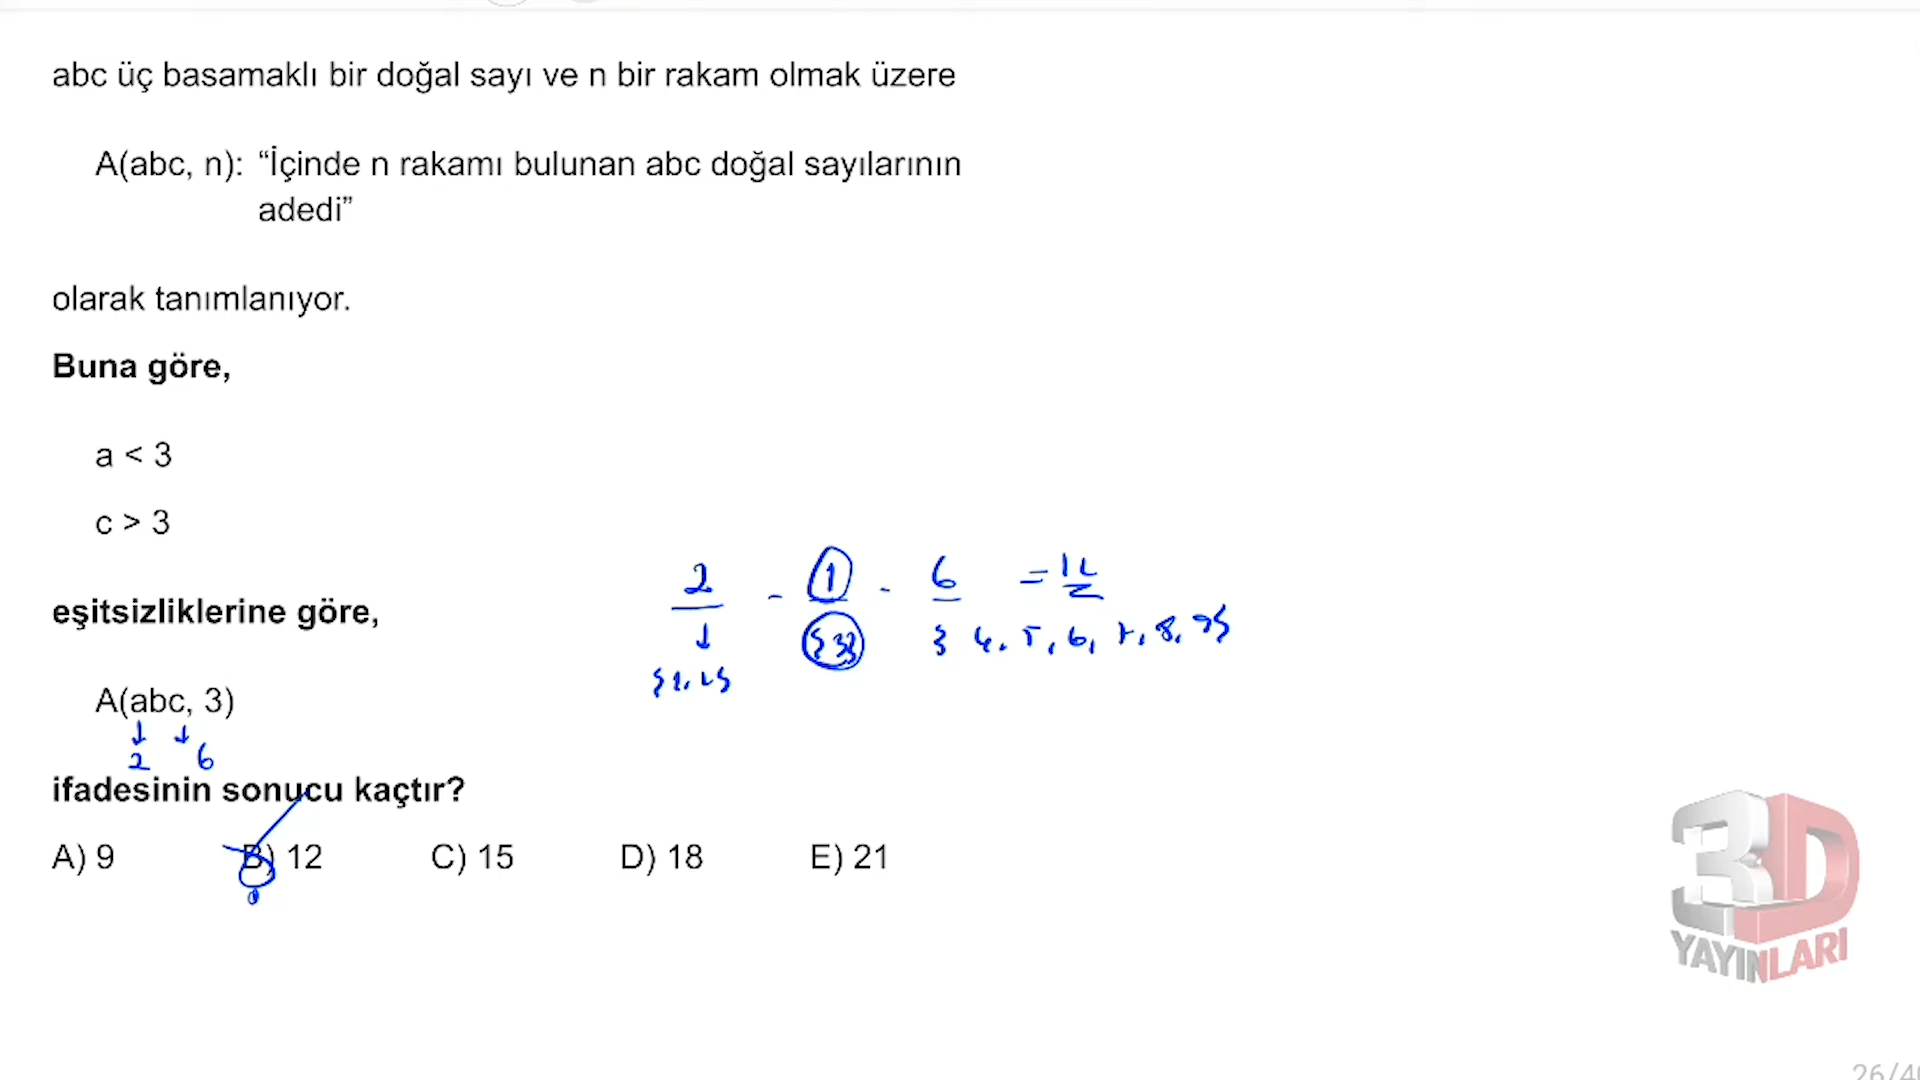 abc üç basamaklı bir doğal sayı ve n bir rakam olmak üzere
A(abc, n): “İçinde n rakamı bulunan abc doğal sayılarının
adedi”
olarak tanımlanıyor.
Buna göre,
a < 3
c > 3
2 - 1 - 6 = 12
eşitsizliklerine göre,
{3} { 4, 5, 6, 7, 8, 9}
{1, 2}
A(abc, 3)
2 6
ifadesinin sonucu kaçtır?
A) 9 B) 12 C) 15 D) 18 E) 21
3D
YAYINLARI